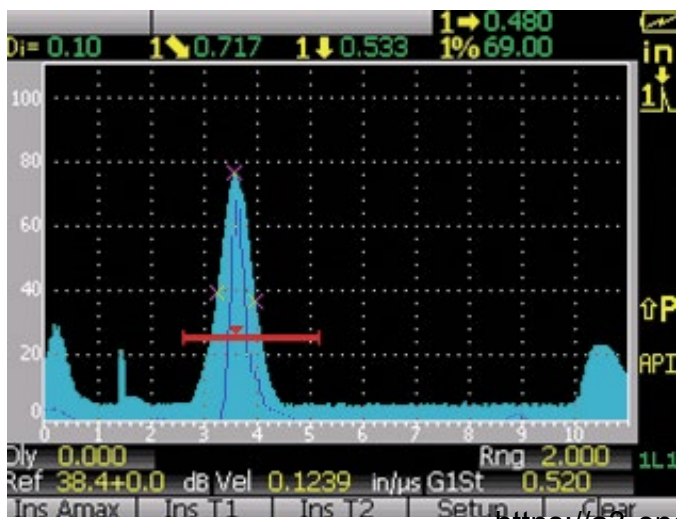 1➡0.480
Di= 0.10 1⬊0.717 1⬇0.533 1% 69.00
in
1
100
80
60
40
20
0
0 1 2 3 4 5 6 7 8 9 10
⇧P
API
Dly 0.000 Rng 2.000 1L1
Ref 38.4+0.0 dB Vel 0.1239 in/µs G1St 0.520
Ins Amax Ins T1 Ins T2 Setup Clear